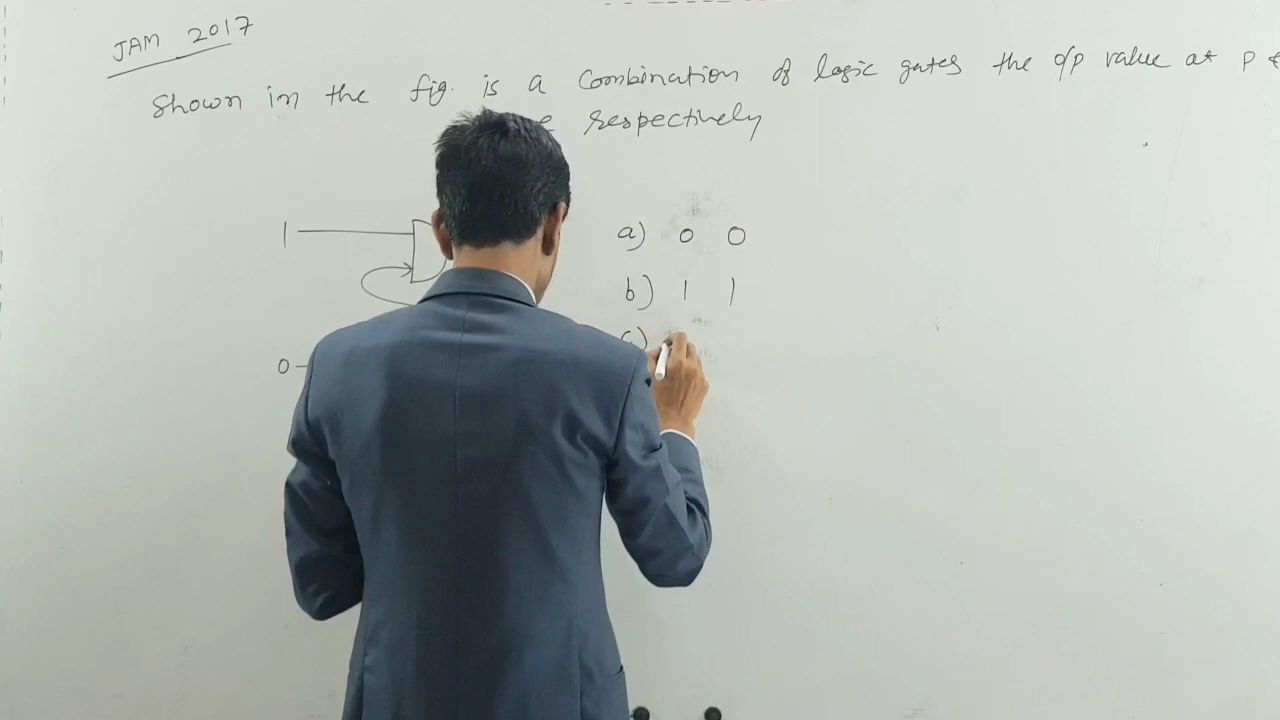 JAM 2017
Shown in the fig. is a combination of logic gates the o/p value at P
respectively
1
a) 0 0
b) 1 1
c)
0